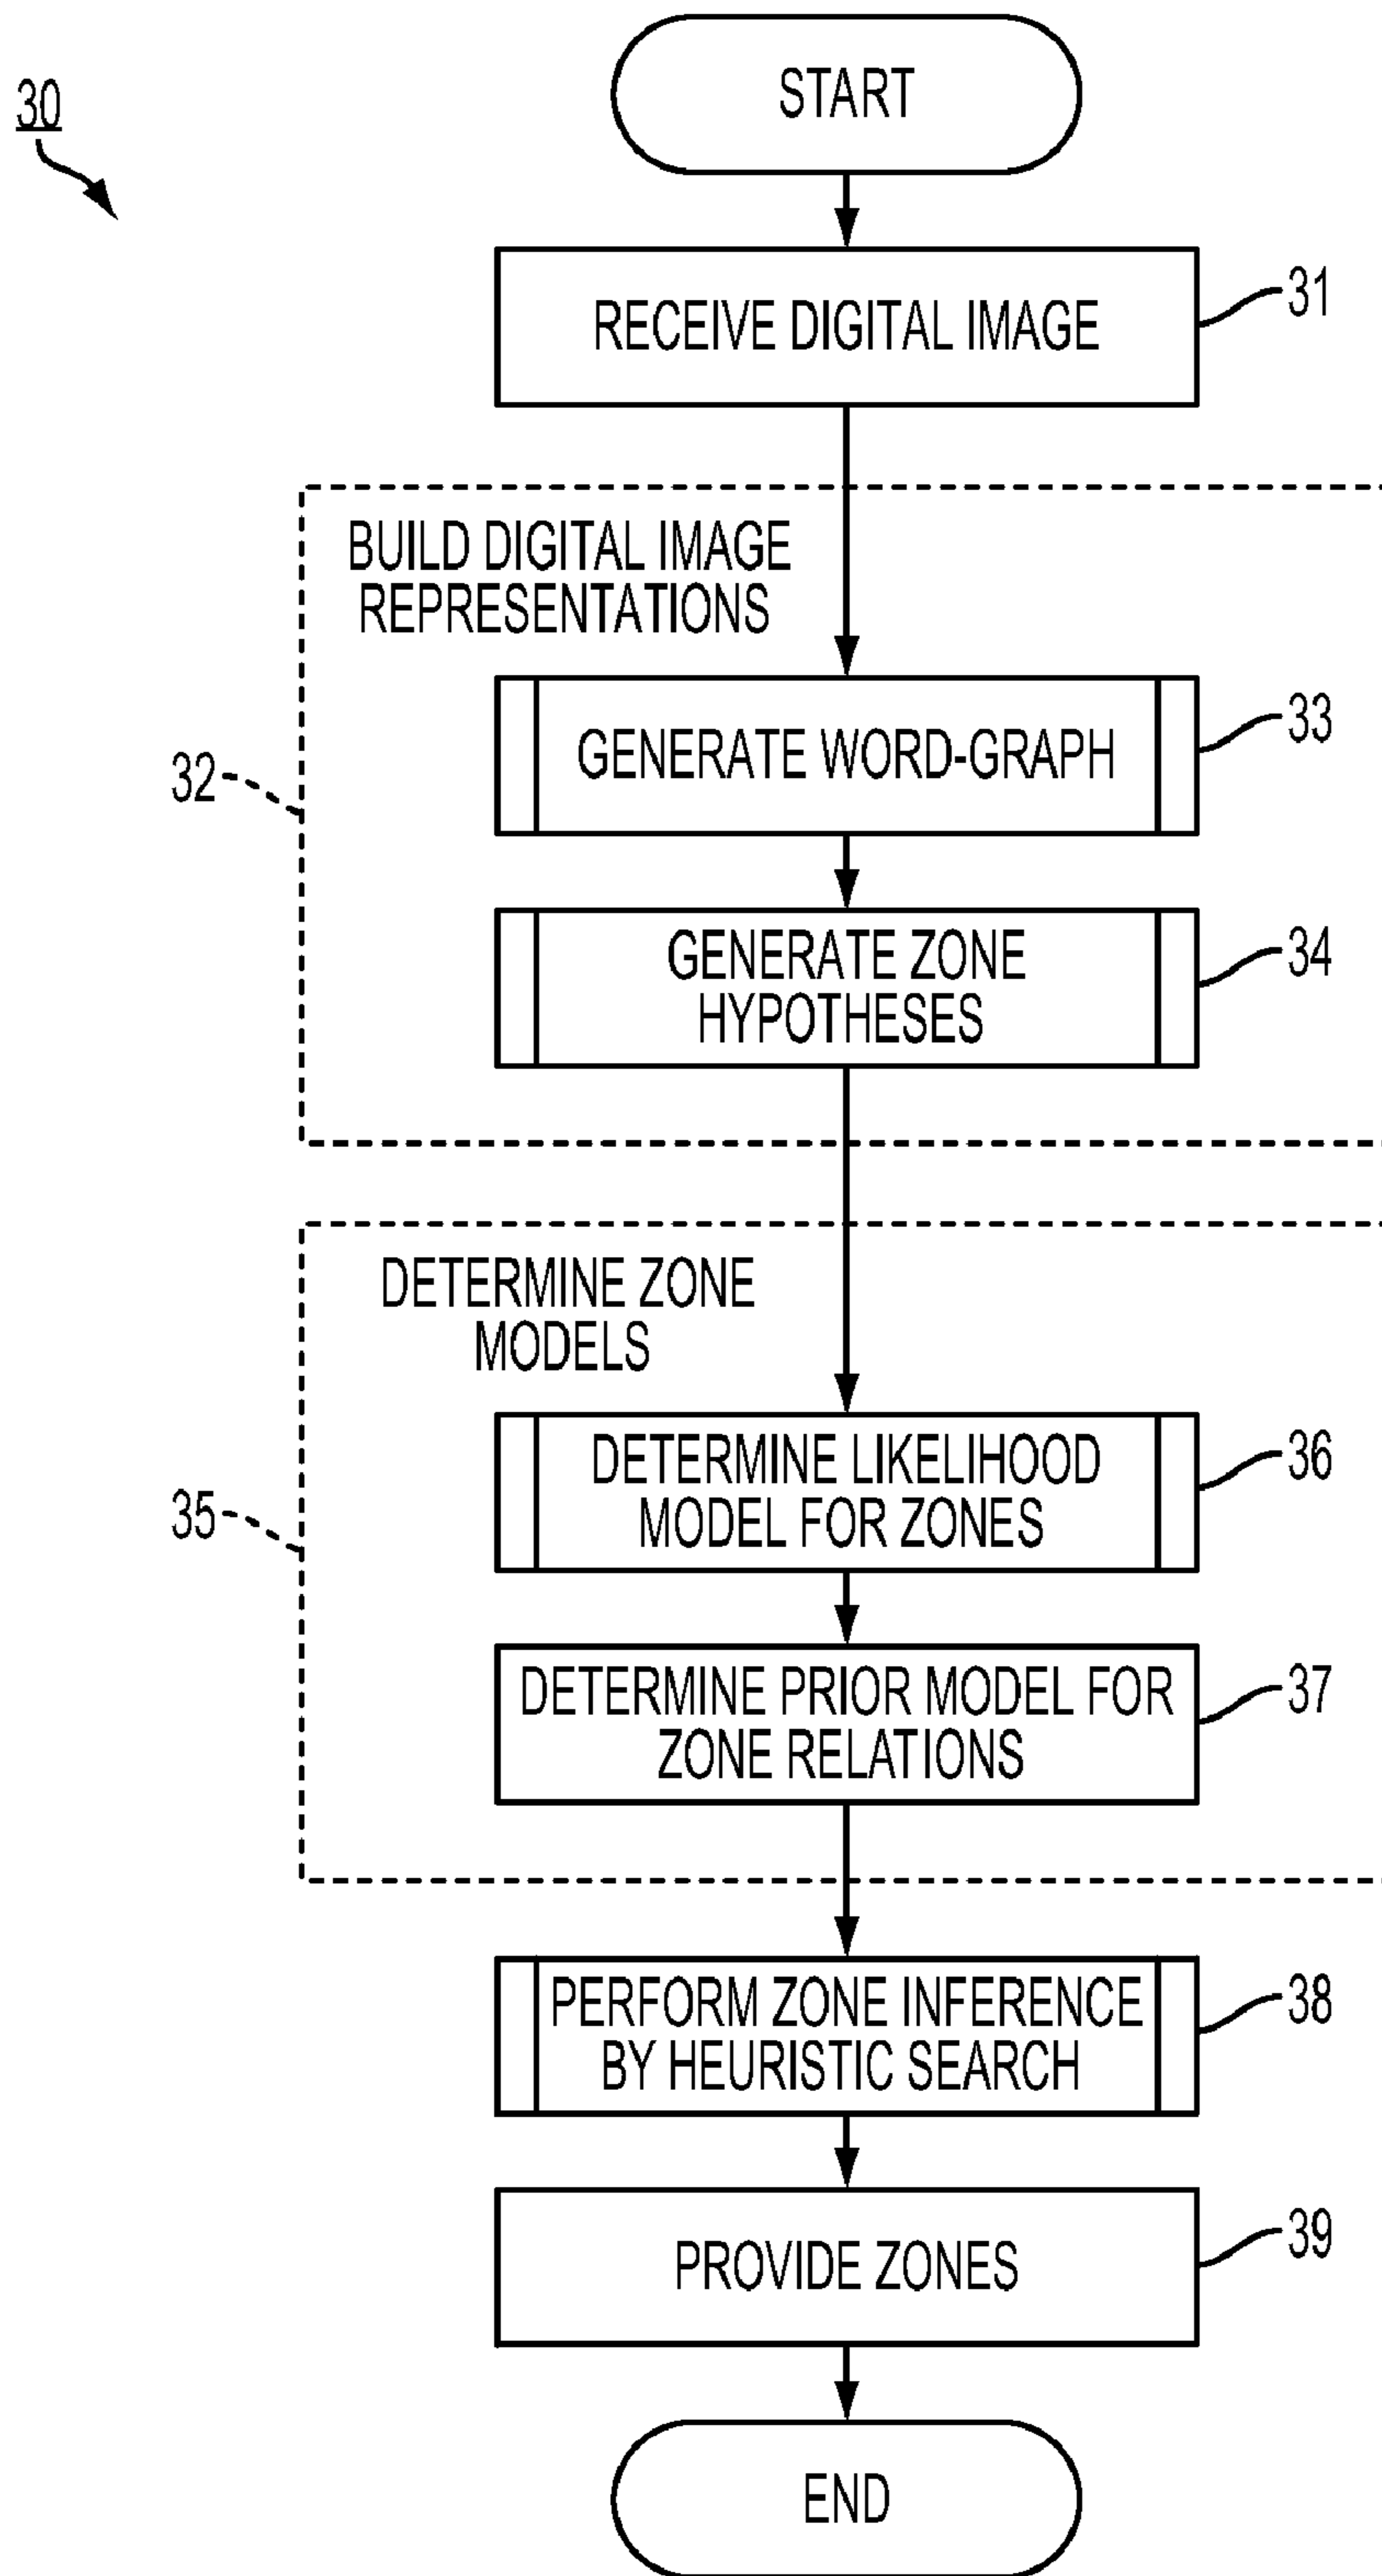 30
START
RECEIVE DIGITAL IMAGE
31
BUILD DIGITAL IMAGE
REPRESENTATIONS
32
GENERATE WORD-GRAPH
33
GENERATE ZONE
HYPOTHESES
34
DETERMINE ZONE
MODELS
35
DETERMINE LIKELIHOOD
MODEL FOR ZONES
36
DETERMINE PRIOR MODEL FOR
ZONE RELATIONS
37
PERFORM ZONE INFERENCE
BY HEURISTIC SEARCH
38
PROVIDE ZONES
39
END